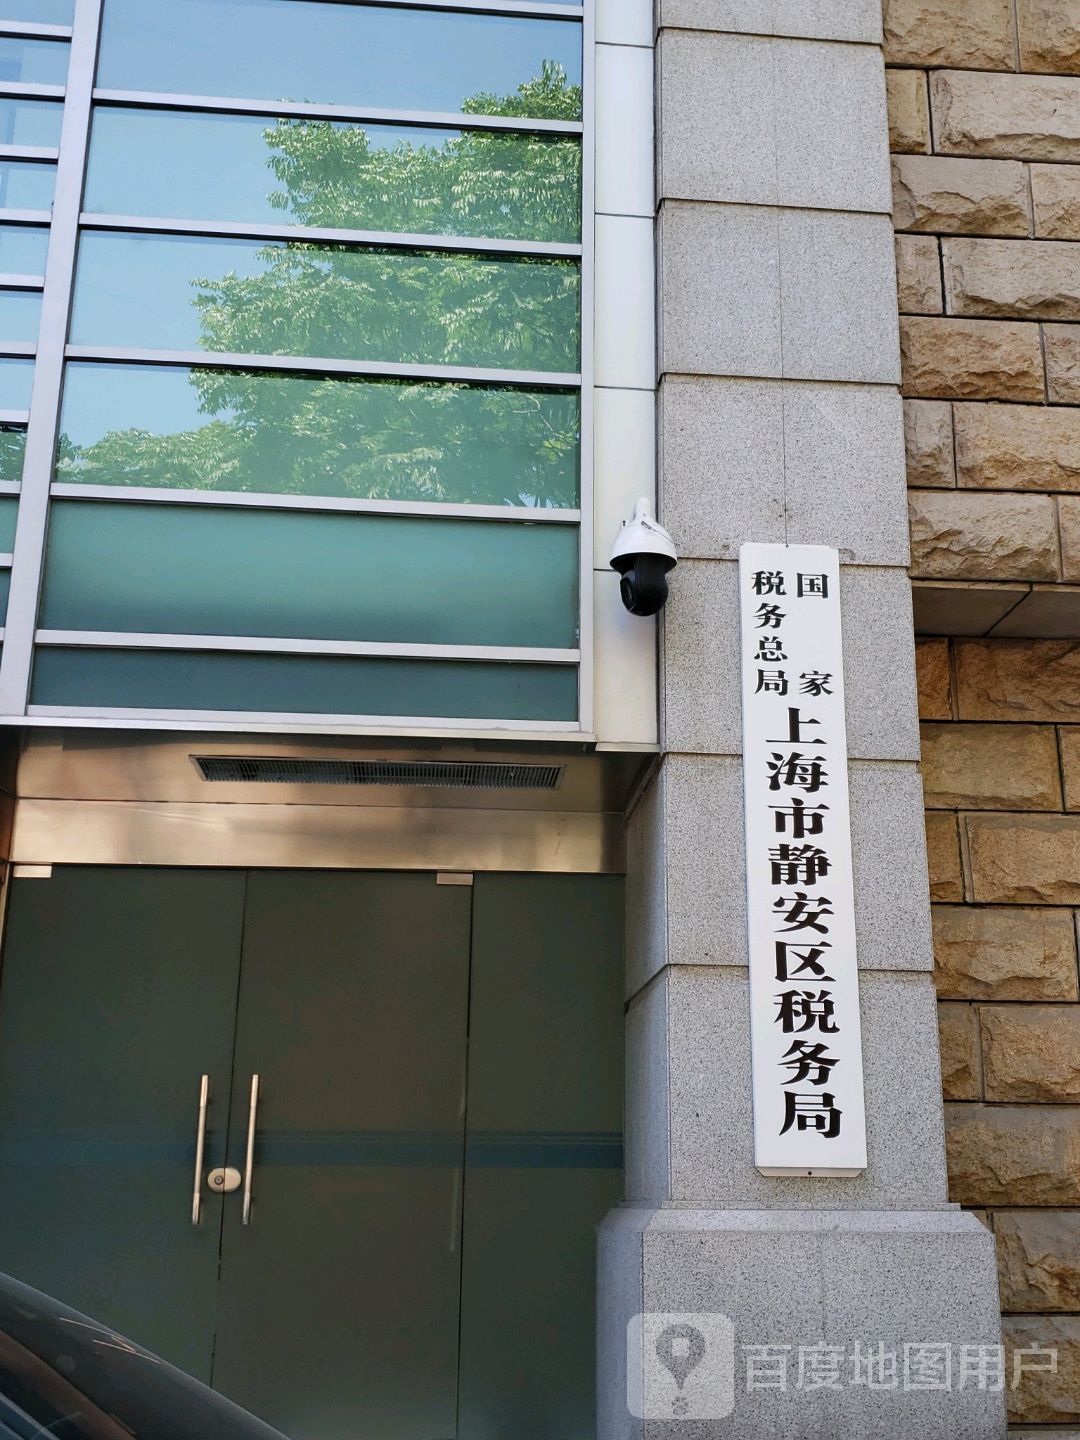 国家
税务总局
上海市静安区税务局
百度地图用户